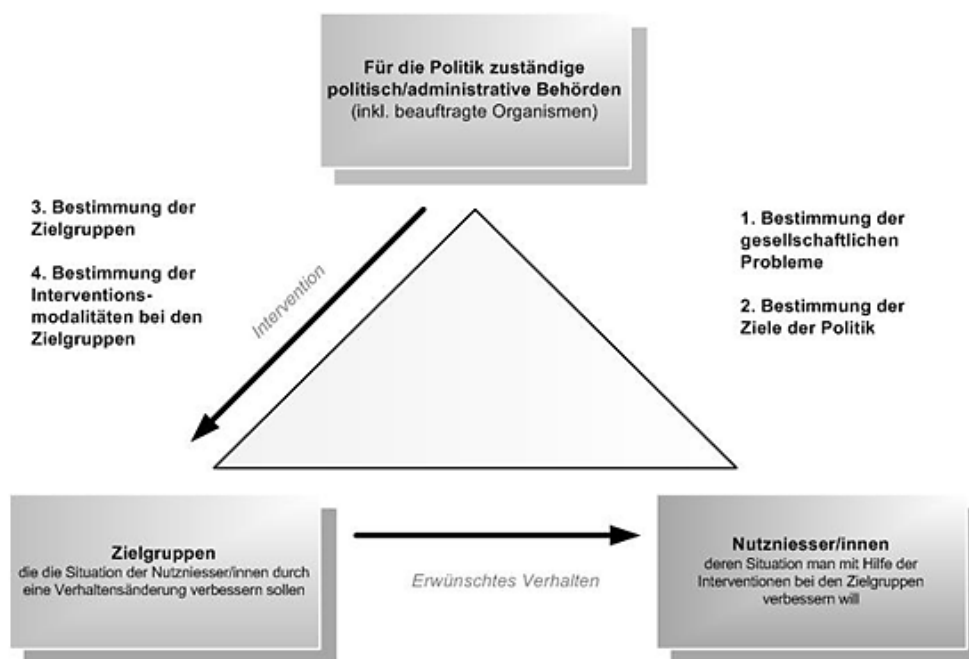 Für die Politik zuständige
politisch/administrative Behörden
(inkl. beauftragte Organismen)
3. Bestimmung der
Zielgruppen
4. Bestimmung der
Interventions-
modalitäten bei den
Zielgruppen
Intervention
1. Bestimmung der
gesellschaftlichen
Probleme
2. Bestimmung der
Ziele der Politik
Zielgruppen
die die Situation der Nutzniesser/innen durch
eine Verhaltensänderung verbessern sollen
Erwünschtes Verhalten
Nutzniesser/innen
deren Situation man mit Hilfe der
Interventionen bei den Zielgruppen
verbessern will